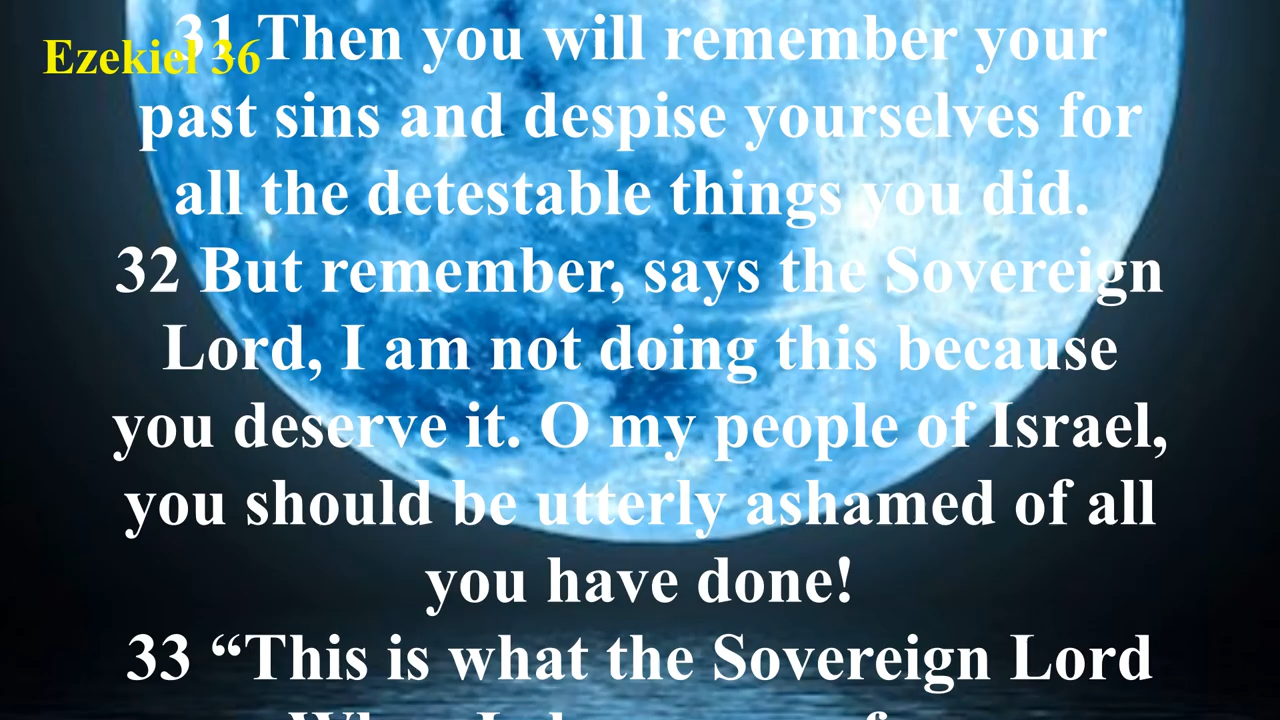 Ezekiel 36
31 Then you will remember your
past sins and despise yourselves for
all the detestable things you did.
32 But remember, says the Sovereign
Lord, I am not doing this because
you deserve it. O my people of Israel,
you should be utterly ashamed of all
you have done!
33 “This is what the Sovereign Lord